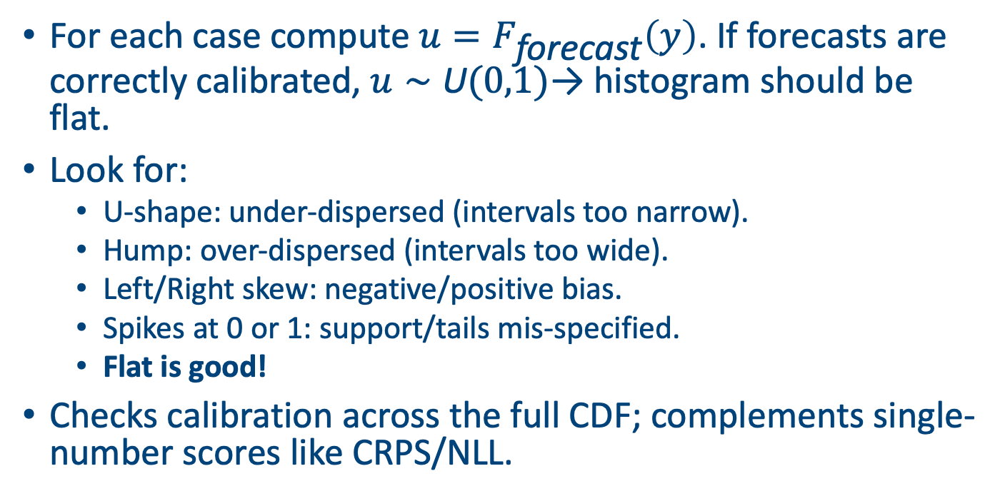 • For each case compute u = F_forecast(y). If forecasts are
correctly calibrated, u ~ U(0,1)→ histogram should be
flat.
• Look for:
• U-shape: under-dispersed (intervals too narrow).
• Hump: over-dispersed (intervals too wide).
• Left/Right skew: negative/positive bias.
• Spikes at 0 or 1: support/tails mis-specified.
• Flat is good!
• Checks calibration across the full CDF; complements single-
number scores like CRPS/NLL.